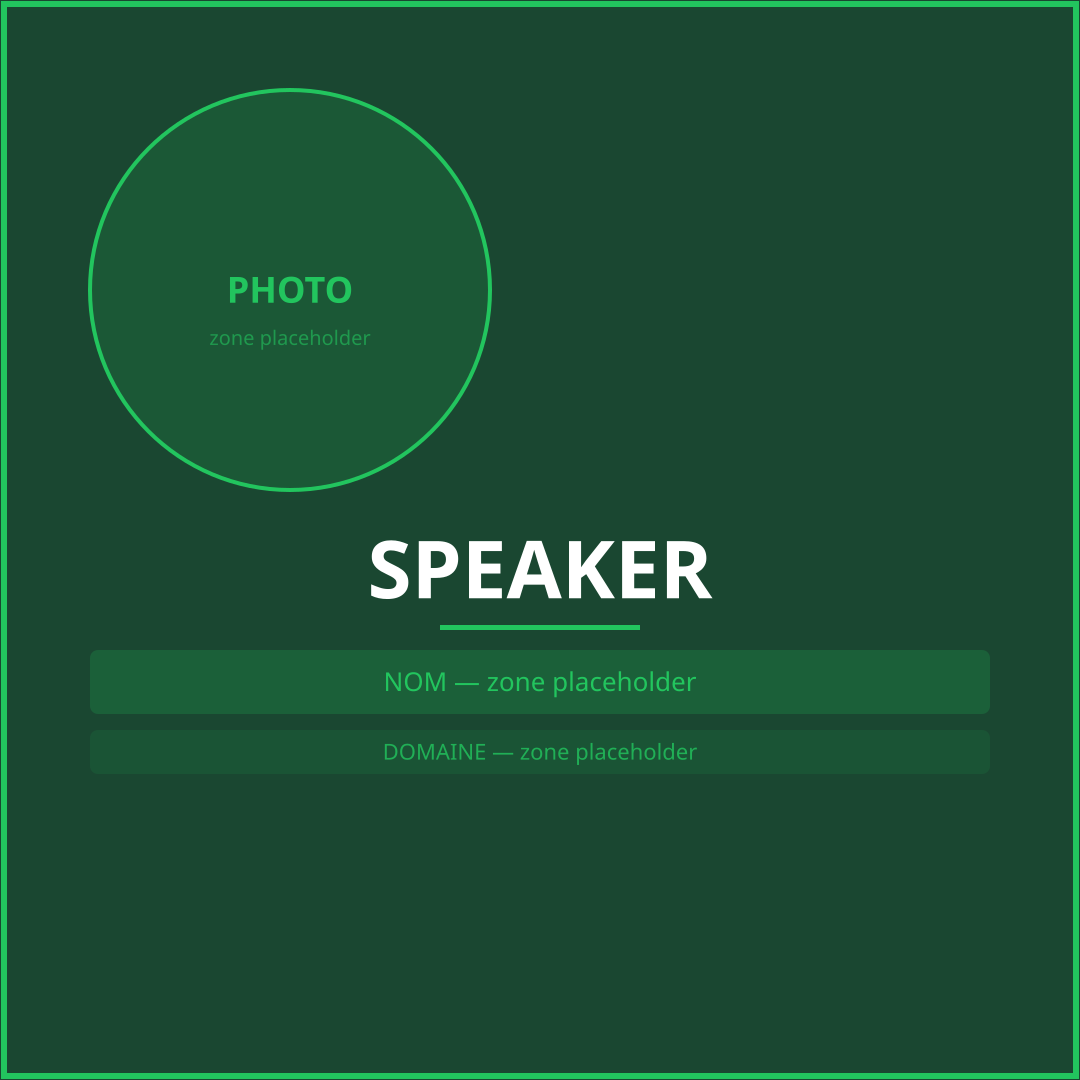 PHOTO
zone placeholder
SPEAKER
NOM — zone placeholder
DOMAINE — zone placeholder